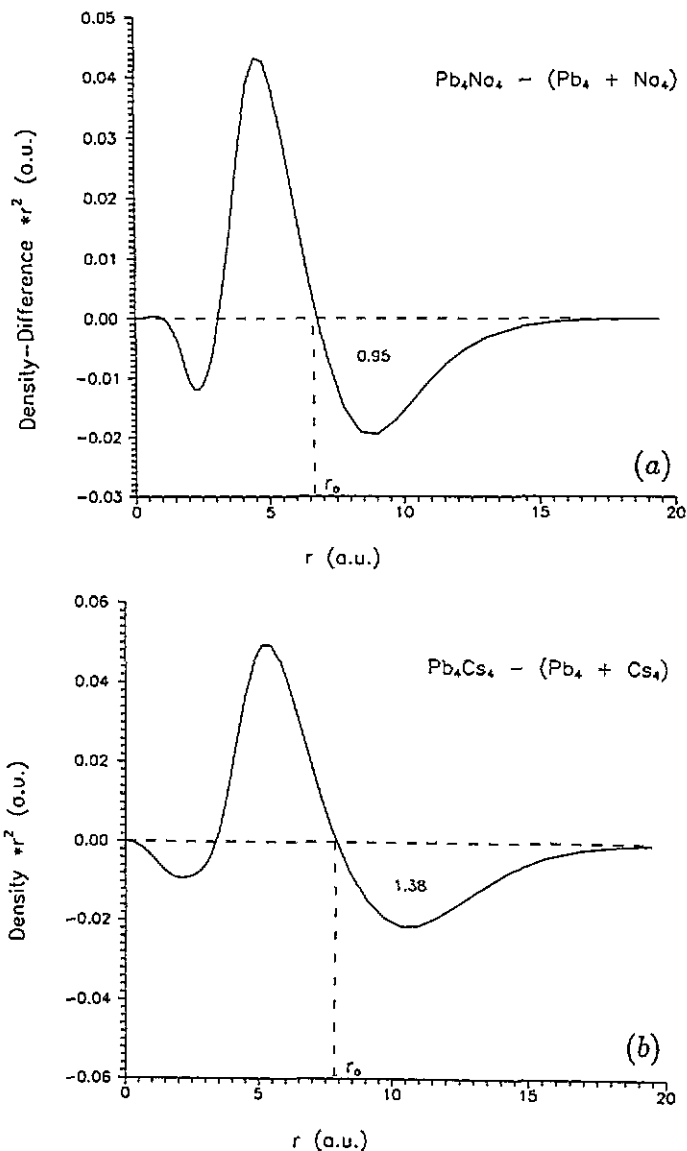 0.05
0.04
0.03
0.02
0.01
0.00
−0.01
−0.02
−0.03
Density−Difference *r² (a.u.)
Pb₄Na₄ − (Pb₄ + Na₄)
0.95
(a)
r₀
0 5 10 15 20
r (a.u.)
0.06
0.04
0.02
0.00
−0.02
−0.04
−0.06
Density *r² (a.u.)
Pb₄Cs₄ − (Pb₄ + Cs₄)
1.38
(b)
r₀
0 5 10 15 20
r (a.u.)